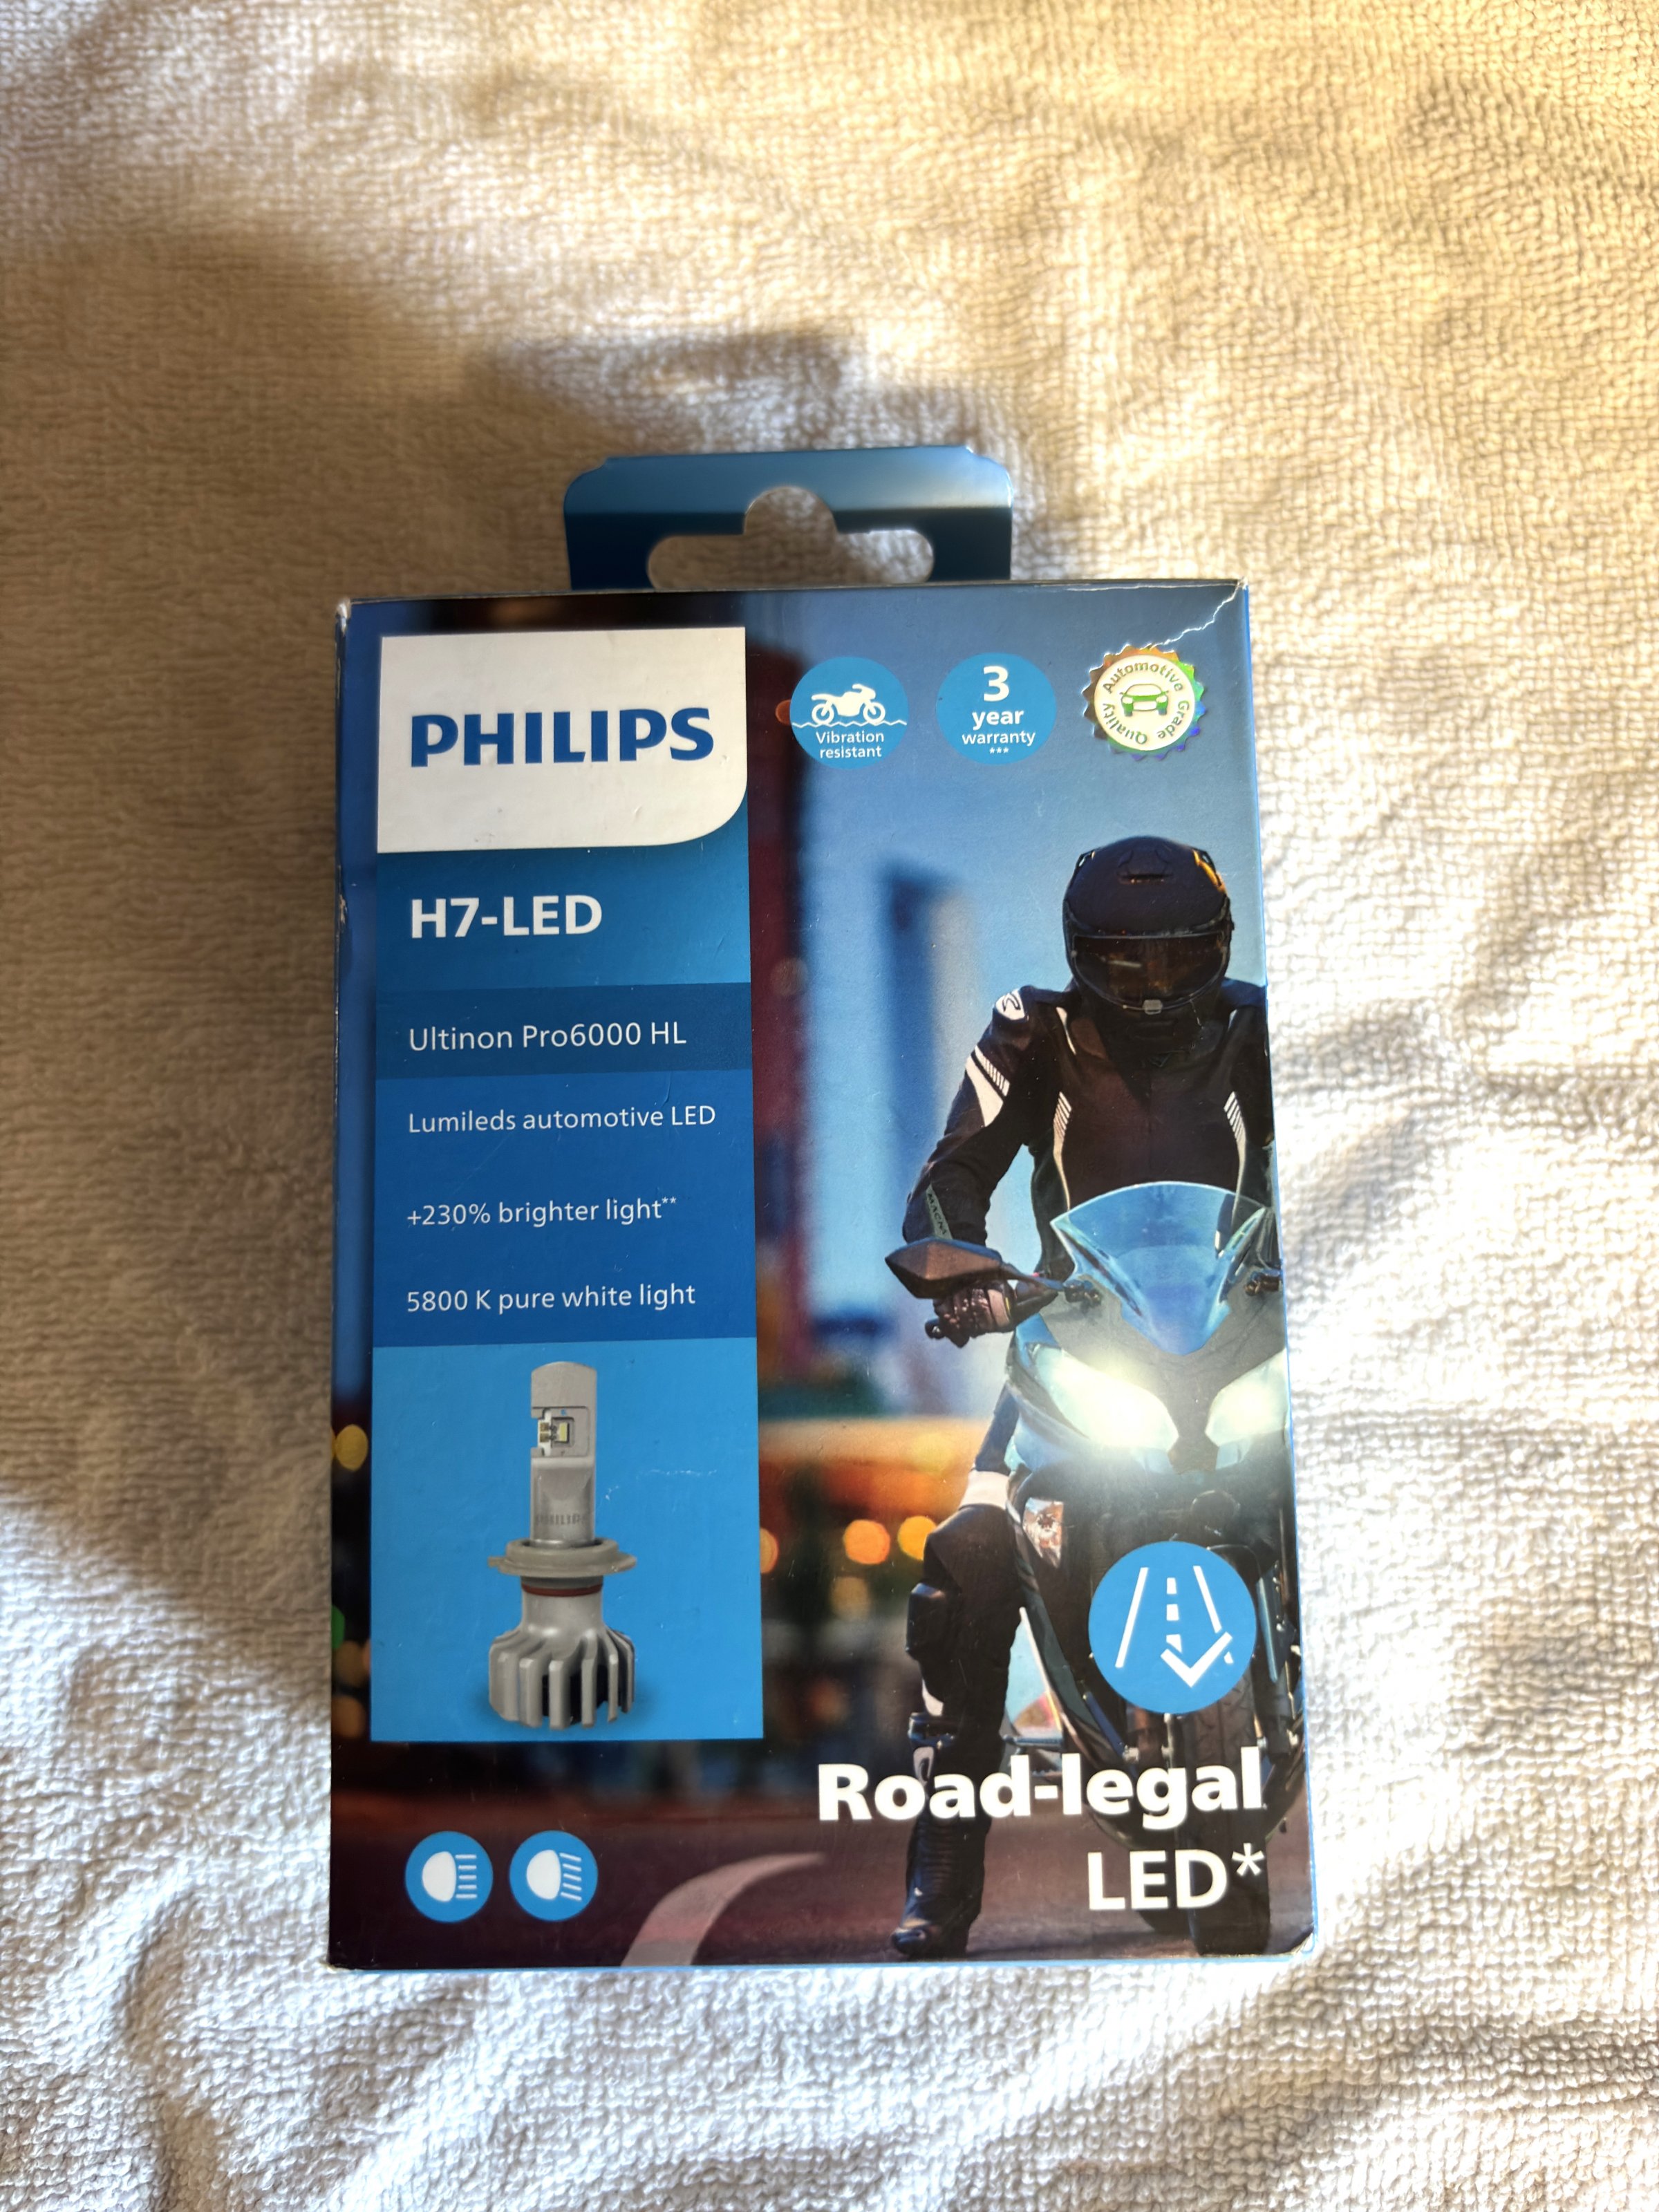 PHILIPS
Vibration
resistant
3
year
warranty
***
Automotive Grade Quality
H7-LED
Ultinon Pro6000 HL
Lumileds automotive LED
+230% brighter light**
5800 K pure white light
PHILIPS
Road-legal
LED*